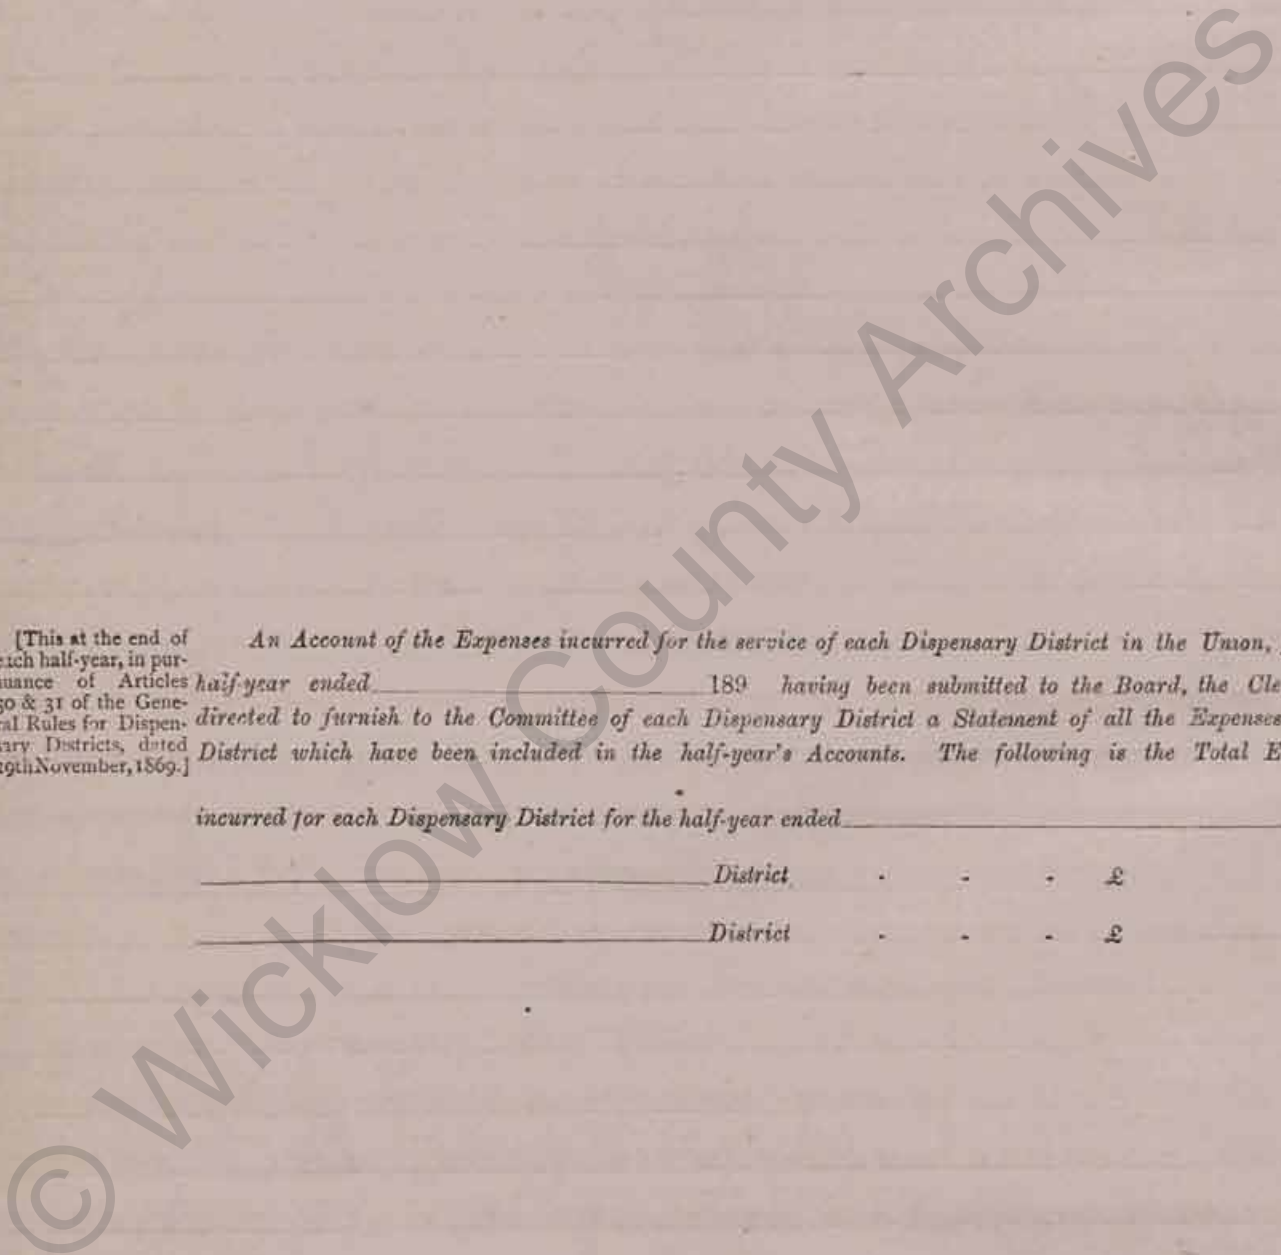 [This at the end of
each half-year, in pur-
suance of Articles
30 & 31 of the Gene-
ral Rules for Dispen-
sary Districts, dated
19th November, 1869.]
An Account of the Expenses incurred for the service of each Dispensary District in the Union,
half-year ended 189 having been submitted to the Board, the Cle
directed to furnish to the Committee of each Dispensary District a Statement of all the Expenses
District which have been included in the half-year's Accounts. The following is the Total E
incurred for each Dispensary District for the half-year ended
District - - - £
District - - - £
© Wicklow County Archives